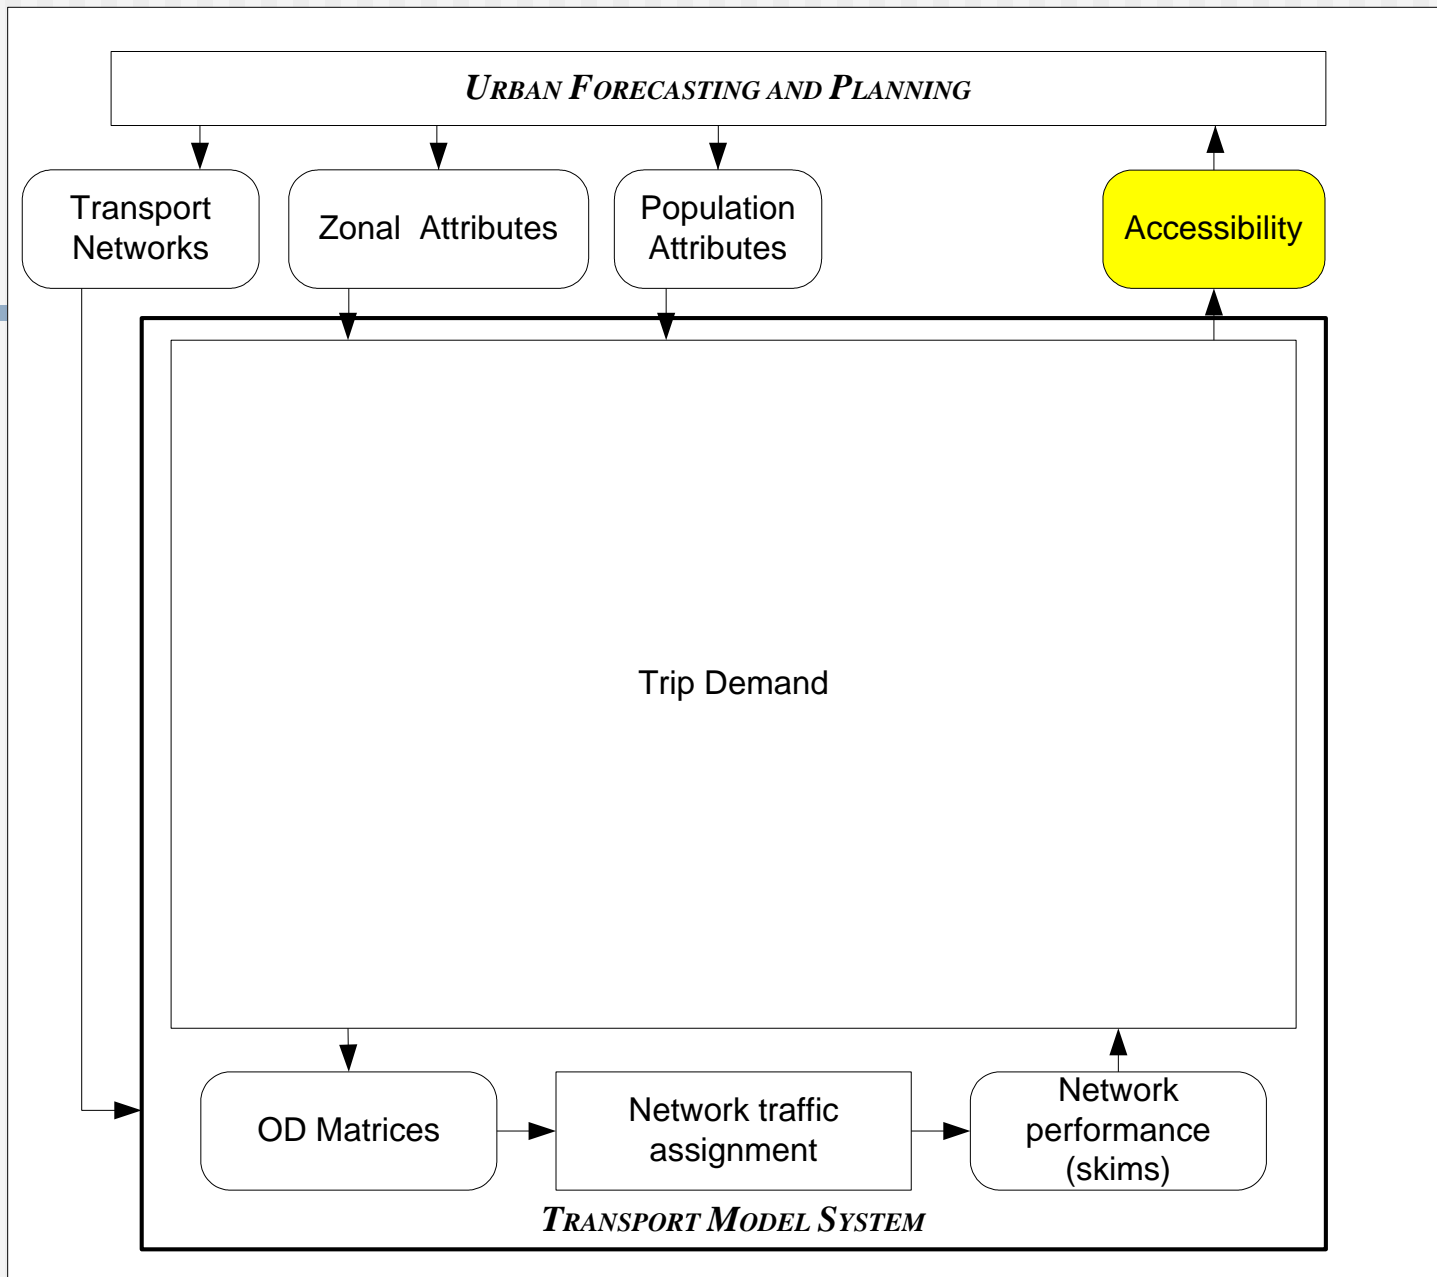 URBAN FORECASTING AND PLANNING
Transport
Networks
Zonal Attributes
Population
Attributes
Accessibility
Trip Demand
OD Matrices
Network traffic
assignment
Network
performance
(skims)
TRANSPORT MODEL SYSTEM